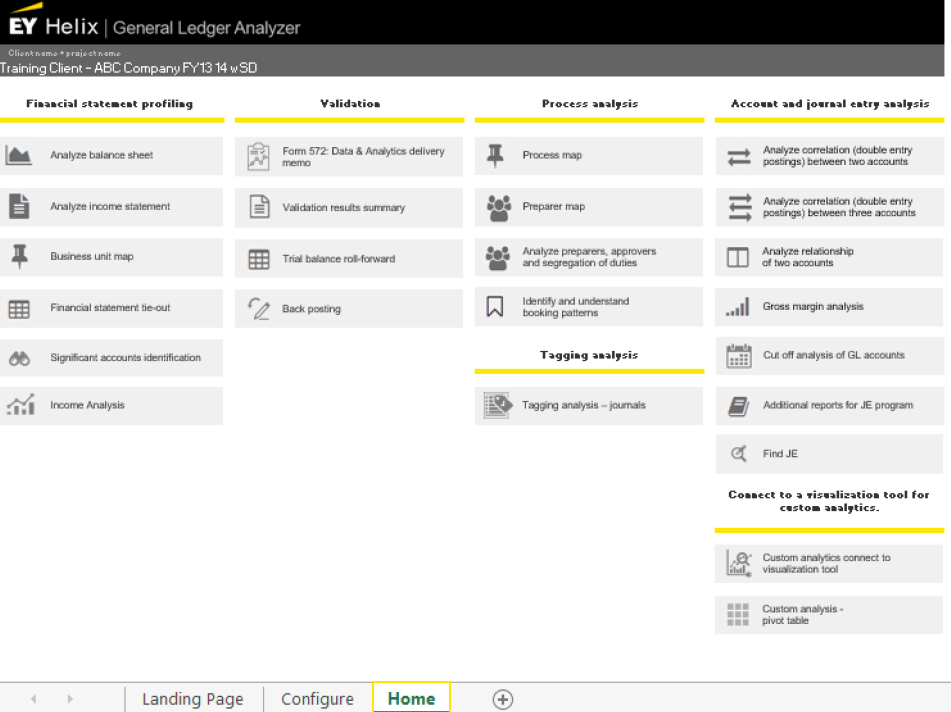 EY Helix | General Ledger Analyzer
Client name + project name
Training Client - ABC Company FY13 14 w SD
Financial statement profiling
Analyze balance sheet
Analyze income statement
Business unit map
Financial statement tie-out
Significant accounts identification
Income Analysis
Validation
Form 572: Data & Analytics delivery
memo
Validation results summary
Trial balance roll-forward
Back posting
Process analysis
Process map
Preparer map
Analyze preparers, approvers
and segregation of duties
Identify and understand
booking patterns
Tagging analysis
Tagging analysis – journals
Account and journal entry analysis
Analyze correlation (double entry
postings) between two accounts
Analyze correlation (double entry
postings) between three accounts
Analyze relationship
of two accounts
Gross margin analysis
Cut off analysis of GL accounts
Additional reports for JE program
Find JE
Connect to a visualization tool for
custom analytics.
Custom analytics connect to
visualization tool
Custom analysis -
pivot table
Landing Page
Configure
Home